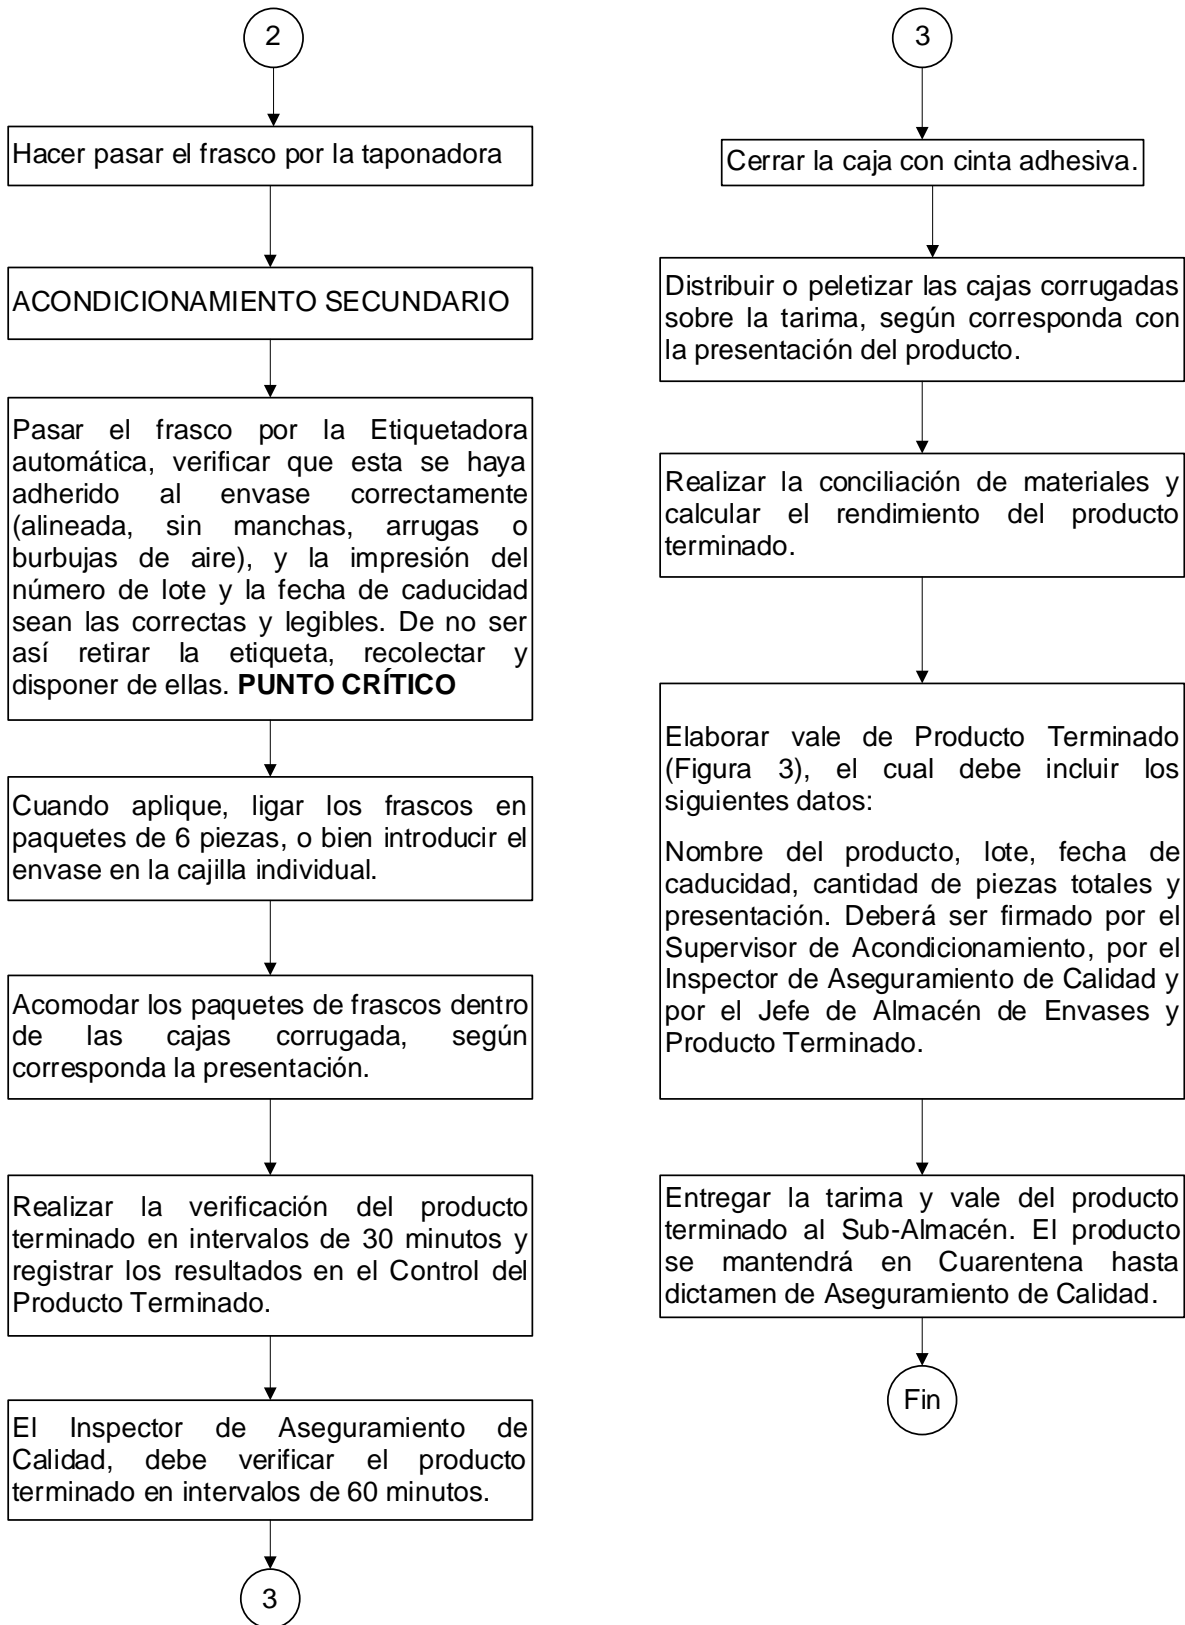 2
Hacer pasar el frasco por la taponadora
ACONDICIONAMIENTO SECUNDARIO
Pasar el frasco por la Etiquetadora
automática, verificar que esta se haya
adherido al envase correctamente
(alineada, sin manchas, arrugas o
burbujas de aire), y la impresión del
número de lote y la fecha de caducidad
sean las correctas y legibles. De no ser
así retirar la etiqueta, recolectar y
disponer de ellas. PUNTO CRÍTICO
Cuando aplique, ligar los frascos en
paquetes de 6 piezas, o bien introducir el
envase en la cajilla individual.
Acomodar los paquetes de frascos dentro
de las cajas corrugada, según
corresponda la presentación.
Realizar la verificación del producto
terminado en intervalos de 30 minutos y
registrar los resultados en el Control del
Producto Terminado.
El Inspector de Aseguramiento de
Calidad, debe verificar el producto
terminado en intervalos de 60 minutos.
3
3
Cerrar la caja con cinta adhesiva.
Distribuir o peletizar las cajas corrugadas
sobre la tarima, según corresponda con
la presentación del producto.
Realizar la conciliación de materiales y
calcular el rendimiento del producto
terminado.
Elaborar vale de Producto Terminado
(Figura 3), el cual debe incluir los
siguientes datos:
Nombre del producto, lote, fecha de
caducidad, cantidad de piezas totales y
presentación. Deberá ser firmado por el
Supervisor de Acondicionamiento, por el
Inspector de Aseguramiento de Calidad y
por el Jefe de Almacén de Envases y
Producto Terminado.
Entregar la tarima y vale del producto
terminado al Sub-Almacén. El producto
se mantendrá en Cuarentena hasta
dictamen de Aseguramiento de Calidad.
Fin